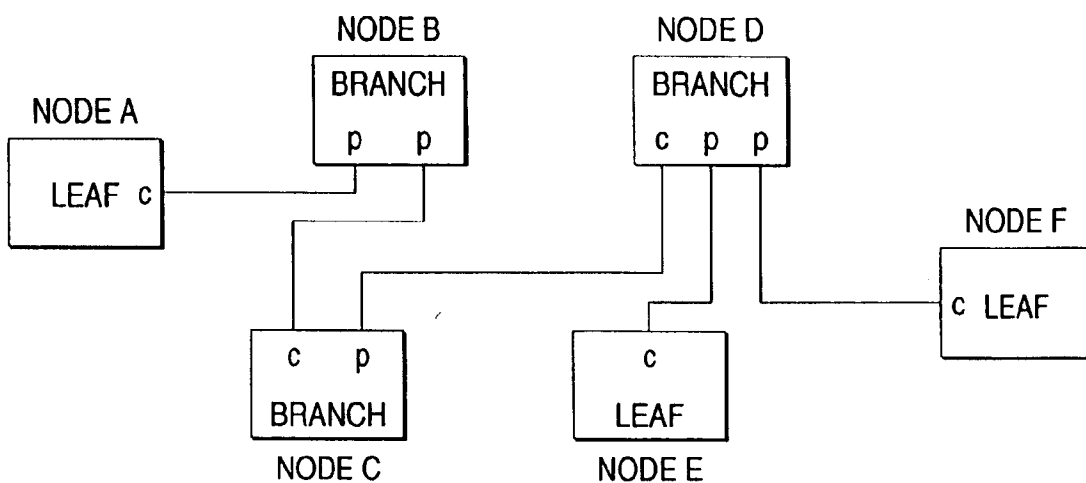 NODE B
BRANCH
p p
NODE D
BRANCH
c p p
NODE A
LEAF c
NODE F
c LEAF
c p
BRANCH
NODE C
c
LEAF
NODE E